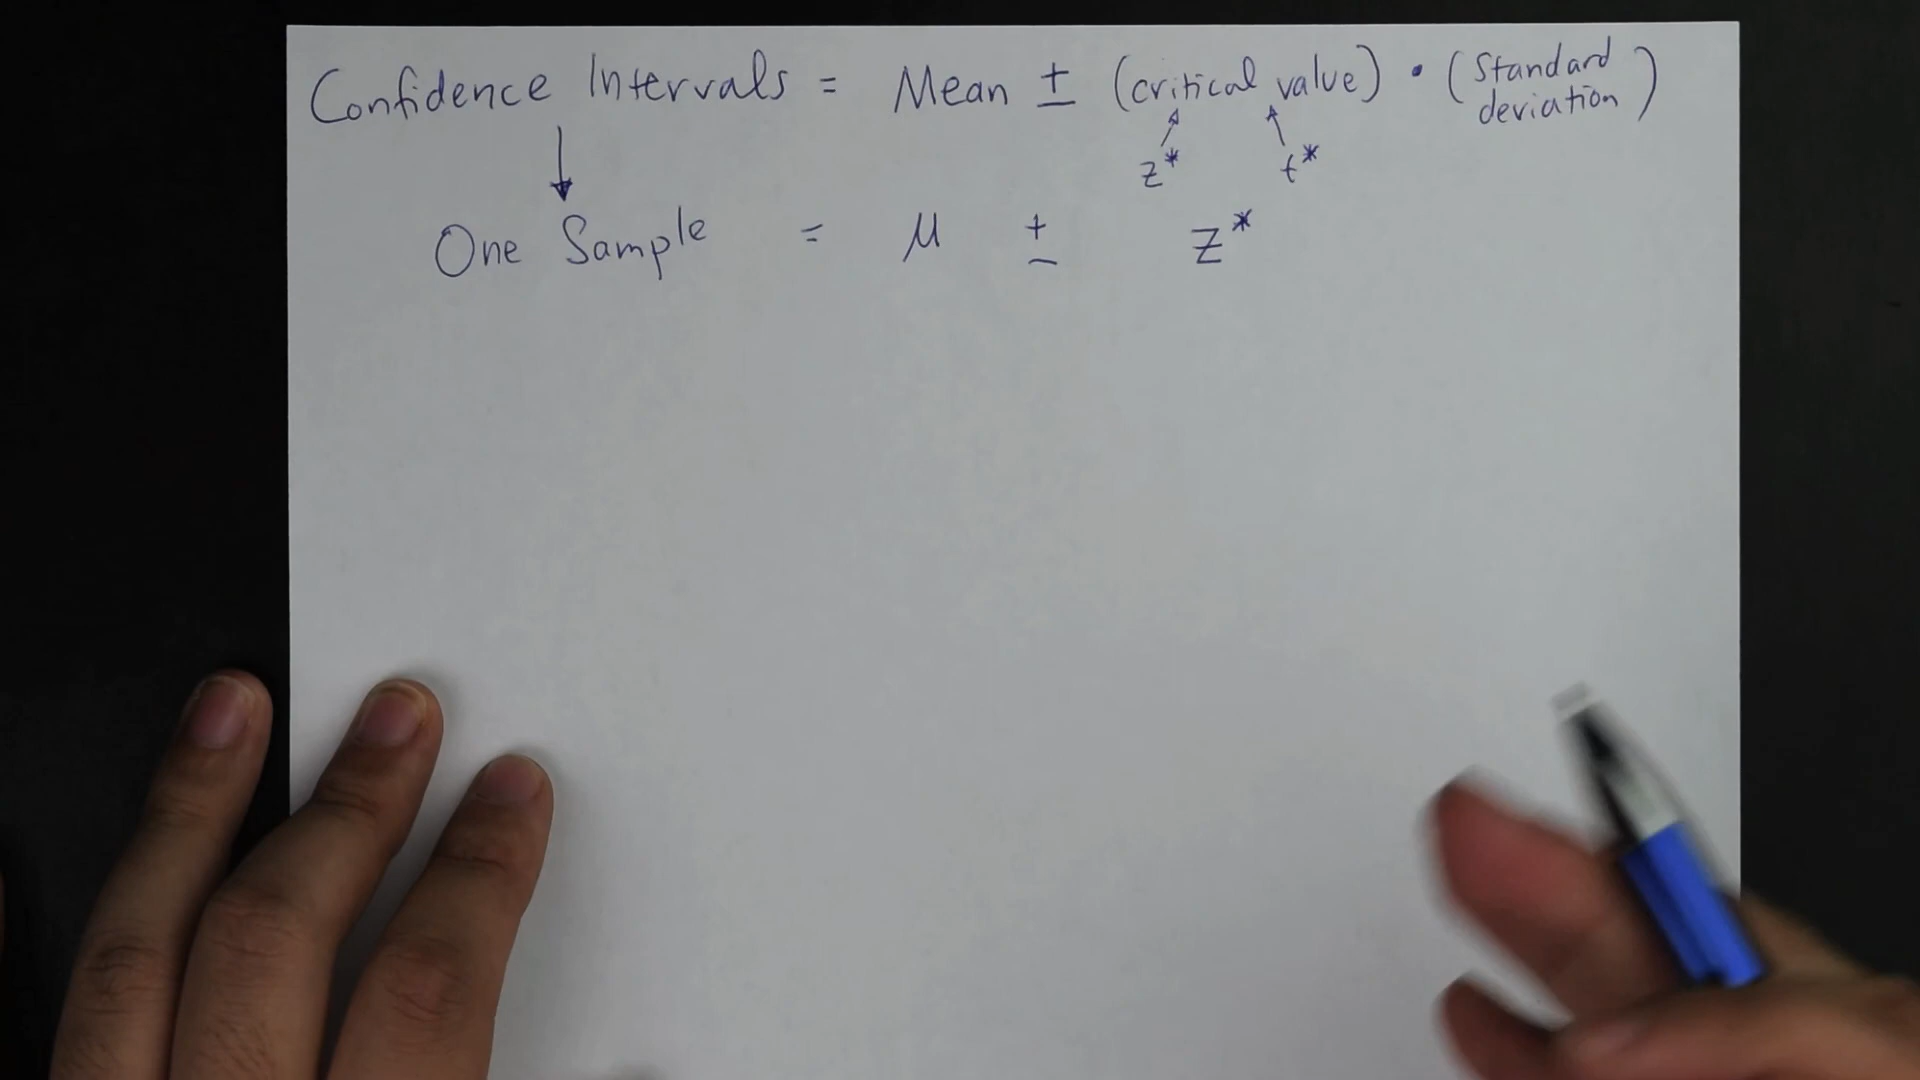 Confidence Intervals = Mean ± (critical value) • (Standard deviation)
z* t*
One Sample = μ ± z*